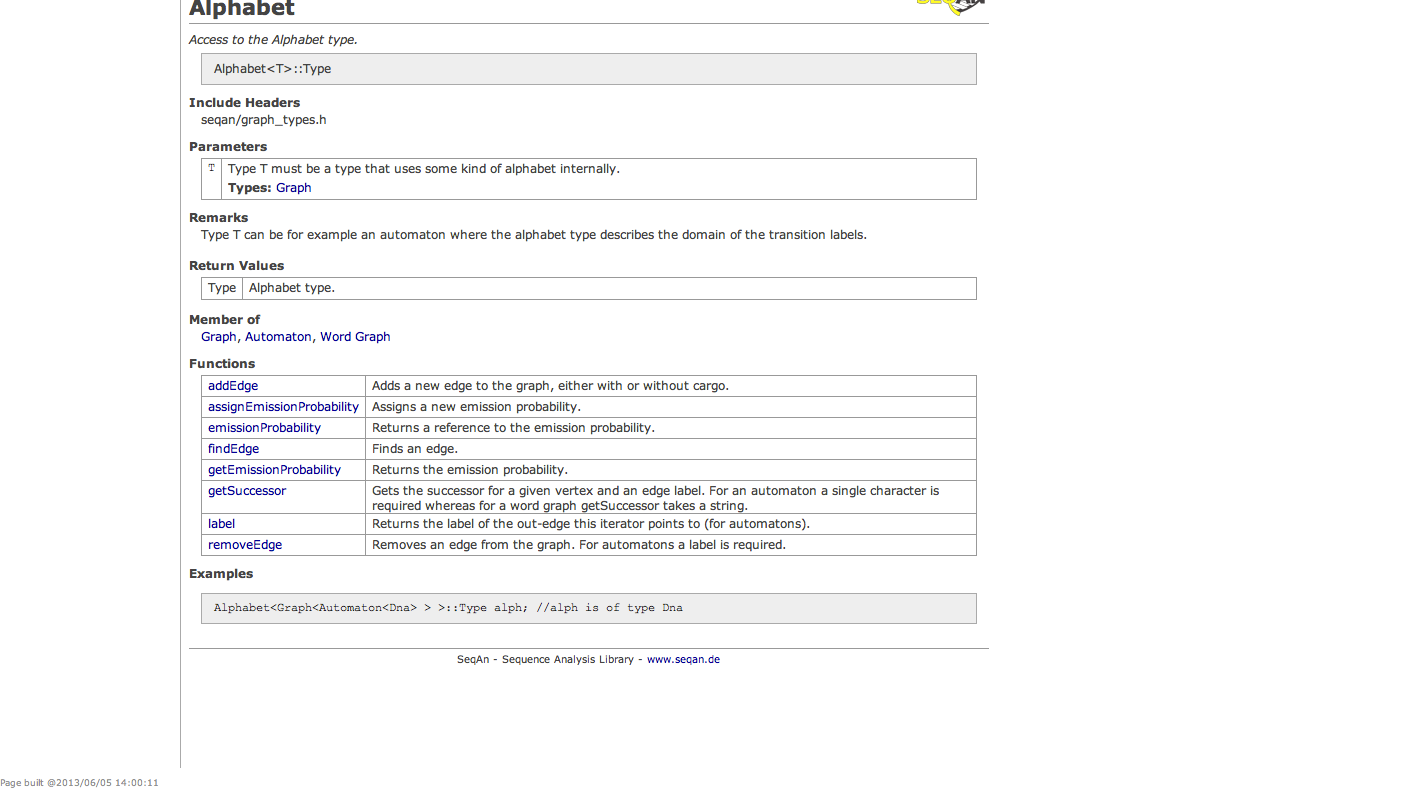 Alphabet
Access to the Alphabet type.
Alphabet<T>::Type
Include Headers
seqan/graph_types.h
Parameters
T Type T must be a type that uses some kind of alphabet internally.
Types: Graph
Remarks
Type T can be for example an automaton where the alphabet type describes the domain of the transition labels.
Return Values
Type Alphabet type.
Member of
Graph, Automaton, Word Graph
Functions
addEdge Adds a new edge to the graph, either with or without cargo.
assignEmissionProbability Assigns a new emission probability.
emissionProbability Returns a reference to the emission probability.
findEdge Finds an edge.
getEmissionProbability Returns the emission probability.
getSuccessor Gets the successor for a given vertex and an edge label. For an automaton a single character is
required whereas for a word graph getSuccessor takes a string.
label Returns the label of the out-edge this iterator points to (for automatons).
removeEdge Removes an edge from the graph. For automatons a label is required.
Examples
Alphabet<Graph<Automaton<Dna> > >::Type alph; //alph is of type Dna
SeqAn - Sequence Analysis Library - www.seqan.de
Page built @2013/06/05 14:00:11